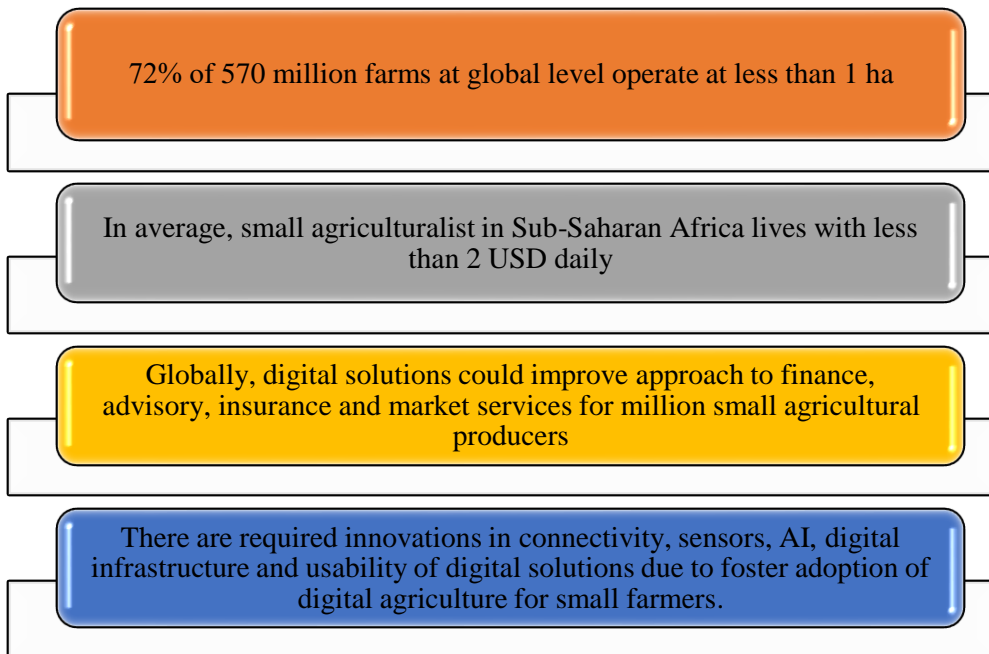 72% of 570 million farms at global level operate at less than 1 ha
In average, small agriculturalist in Sub-Saharan Africa lives with less
than 2 USD daily
Globally, digital solutions could improve approach to finance,
advisory, insurance and market services for million small agricultural
producers
There are required innovations in connectivity, sensors, AI, digital
infrastructure and usability of digital solutions due to foster adoption of
digital agriculture for small farmers.